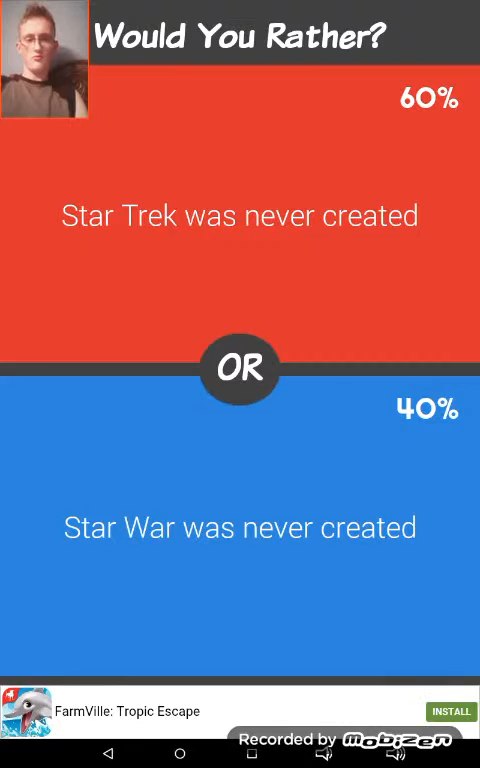 Would You Rather?
60%
Star Trek was never created
OR
40%
Star War was never created
FarmVille: Tropic Escape
INSTALL
Recorded by mobizen